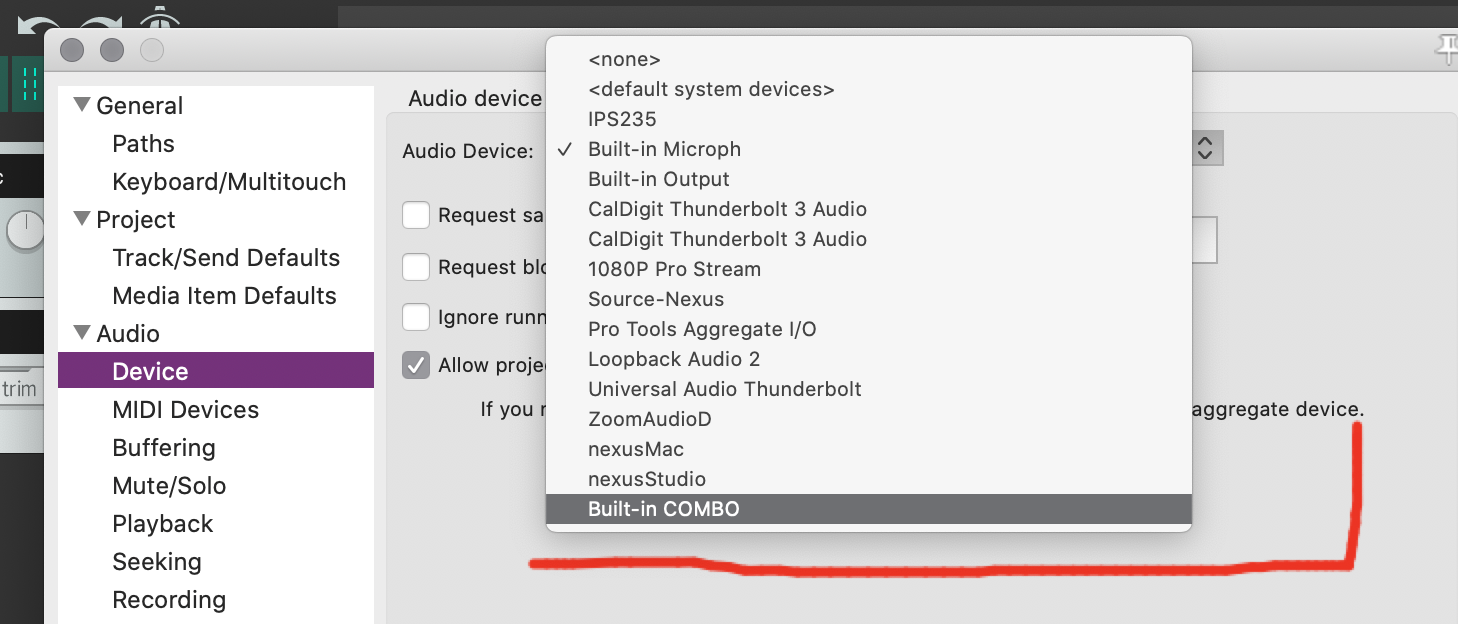 General
Paths
Keyboard/Multitouch
Project
Track/Send Defaults
Media Item Defaults
Audio
Device
MIDI Devices
Buffering
Mute/Solo
Playback
Seeking
Recording
trim
Audio device
Audio Device:
Request sa
Request blo
Ignore runn
Allow proje
If you r
aggregate device.
<none>
<default system devices>
IPS235
✓ Built-in Microph
Built-in Output
CalDigit Thunderbolt 3 Audio
CalDigit Thunderbolt 3 Audio
1080P Pro Stream
Source-Nexus
Pro Tools Aggregate I/O
Loopback Audio 2
Universal Audio Thunderbolt
ZoomAudioD
nexusMac
nexusStudio
Built-in COMBO